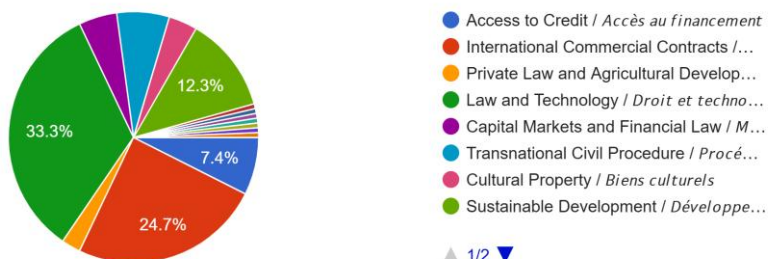 12.3%
33.3%
7.4%
24.7%
Access to Credit / Accès au financement
International Commercial Contracts /…
Private Law and Agricultural Develop…
Law and Technology / Droit et techno…
Capital Markets and Financial Law / M…
Transnational Civil Procedure / Procé…
Cultural Property / Biens culturels
Sustainable Development / Développe…
1/2